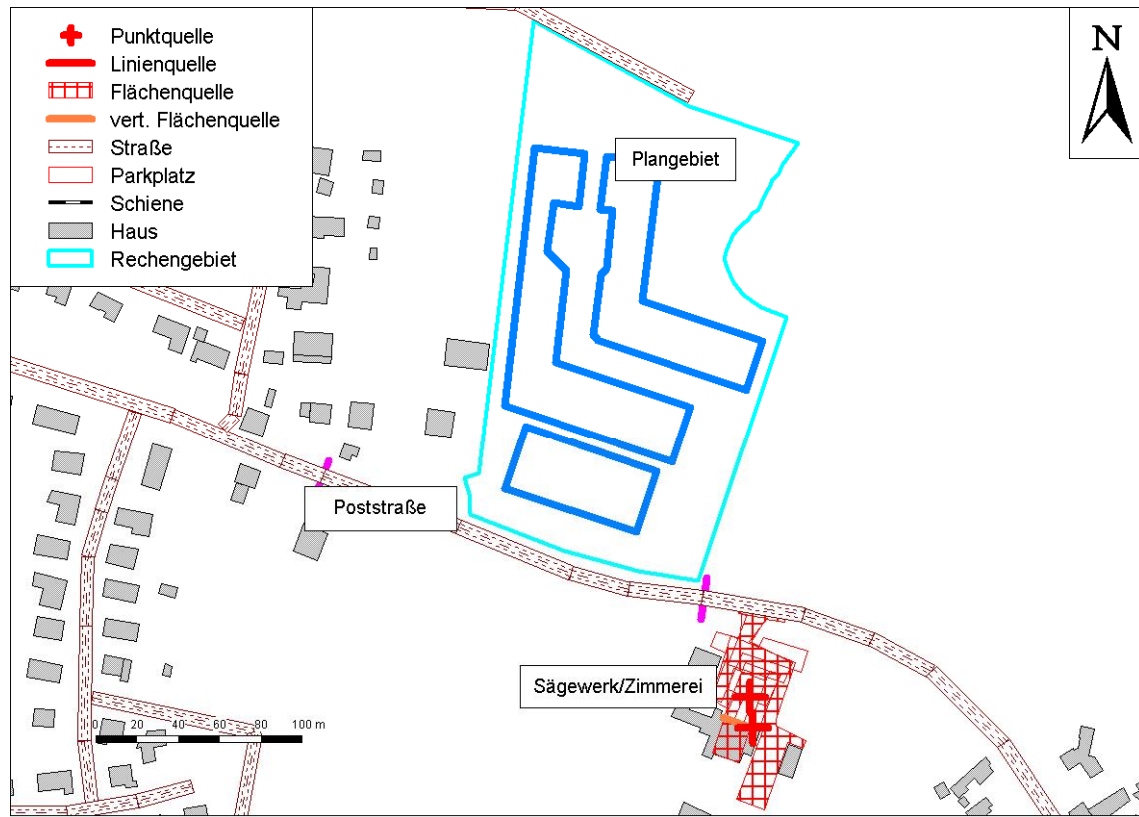 Punktquelle
Linienquelle
Flächenquelle
vert. Flächenquelle
Straße
Parkplatz
Schiene
Haus
Rechengebiet
N
Plangebiet
Poststraße
Sägewerk/Zimmerei
0 20 40 60 80 100 m